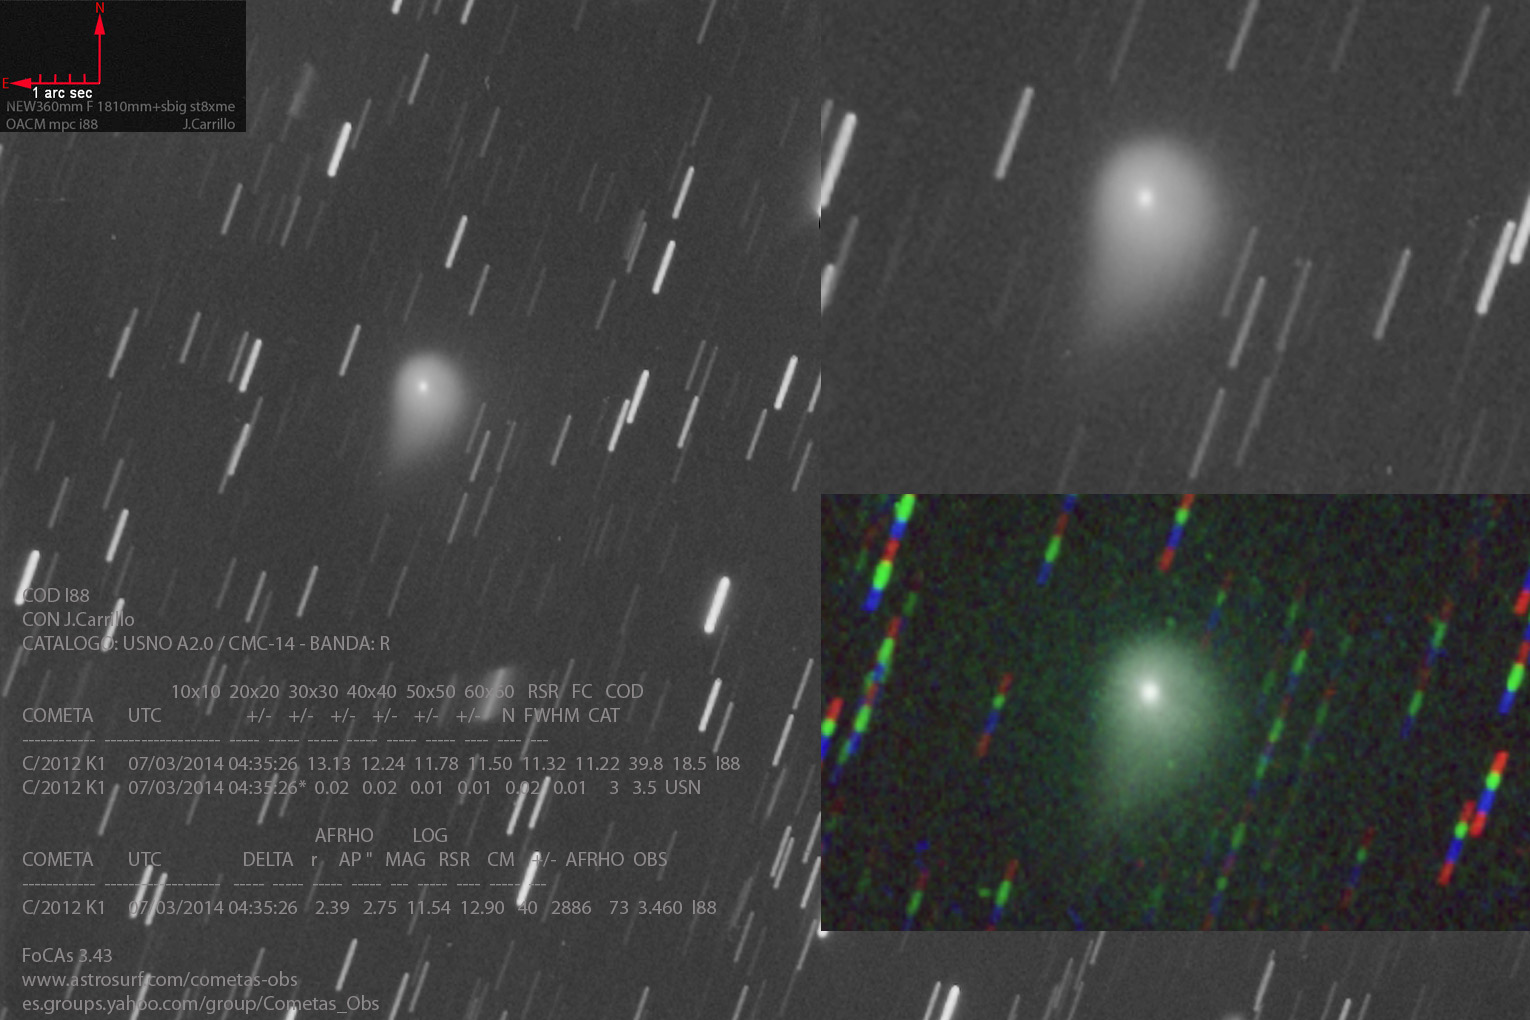 N
E
1 arc sec
NEW360mm F 1810mm+sbig st8xme
OACM mpc i88 J.Carrillo
COD I88
CON J.Carrillo
CATALOGO: USNO A2.0 / CMC-14 - BANDA: R
10x10 20x20 30x30 40x40 50x50 60x60 RSR FC COD
COMETA UTC +/- +/- +/- +/- +/- +/- N FWHM CAT
------------ ------------------- ----- ----- ----- ----- ----- ----- ---- ---- ---
C/2012 K1 07/03/2014 04:35:26 13.13 12.24 11.78 11.50 11.32 11.22 39.8 18.5 I88
C/2012 K1 07/03/2014 04:35:26* 0.02 0.02 0.01 0.01 0.02 0.01 3 3.5 USN
AFRHO LOG
COMETA UTC DELTA r AP " MAG RSR CM +/- AFRHO OBS
------------ ------------------- ----- ----- ----- ----- --- ----- ---- ----- ---
C/2012 K1 07/03/2014 04:35:26 2.39 2.75 11.54 12.90 40 2886 73 3.460 I88
FoCAs 3.43
www.astrosurf.com/cometas-obs
es.groups.yahoo.com/group/Cometas_Obs